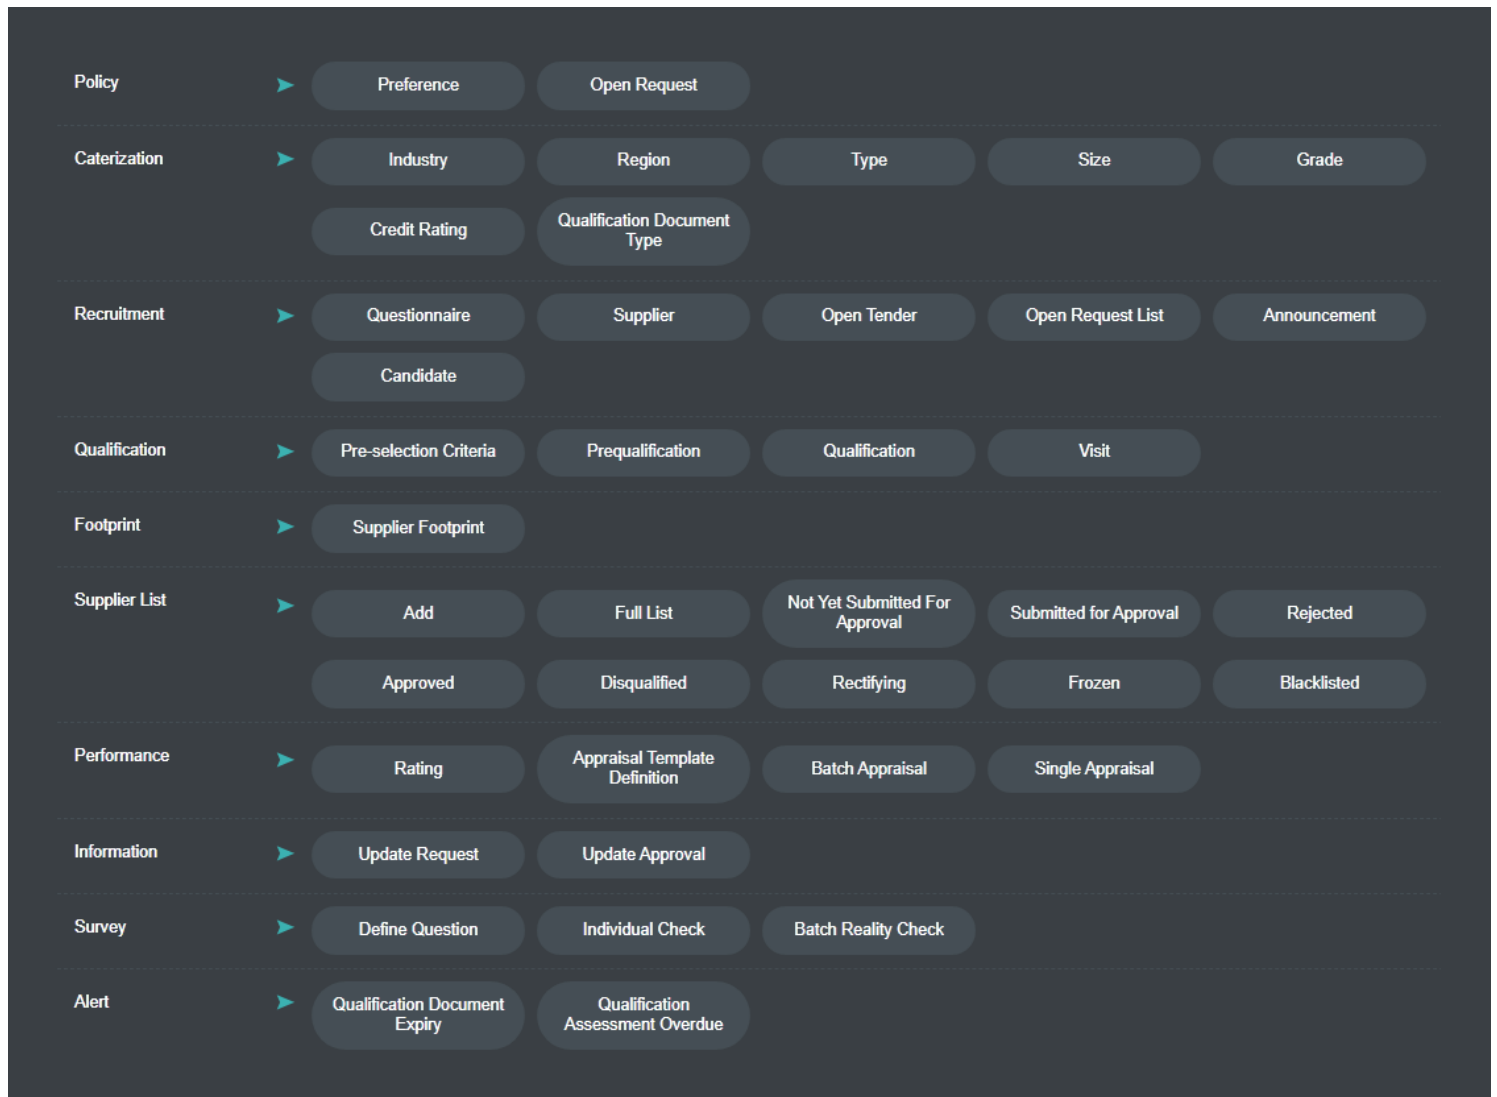 Policy
Preference
Open Request
Caterization
Industry
Region
Type
Size
Grade
Credit Rating
Qualification Document
Type
Recruitment
Questionnaire
Supplier
Open Tender
Open Request List
Announcement
Candidate
Qualification
Pre-selection Criteria
Prequalification
Qualification
Visit
Footprint
Supplier Footprint
Supplier List
Add
Full List
Not Yet Submitted For
Approval
Submitted for Approval
Rejected
Approved
Disqualified
Rectifying
Frozen
Blacklisted
Performance
Rating
Appraisal Template
Definition
Batch Appraisal
Single Appraisal
Information
Update Request
Update Approval
Survey
Define Question
Individual Check
Batch Reality Check
Alert
Qualification Document
Expiry
Qualification
Assessment Overdue